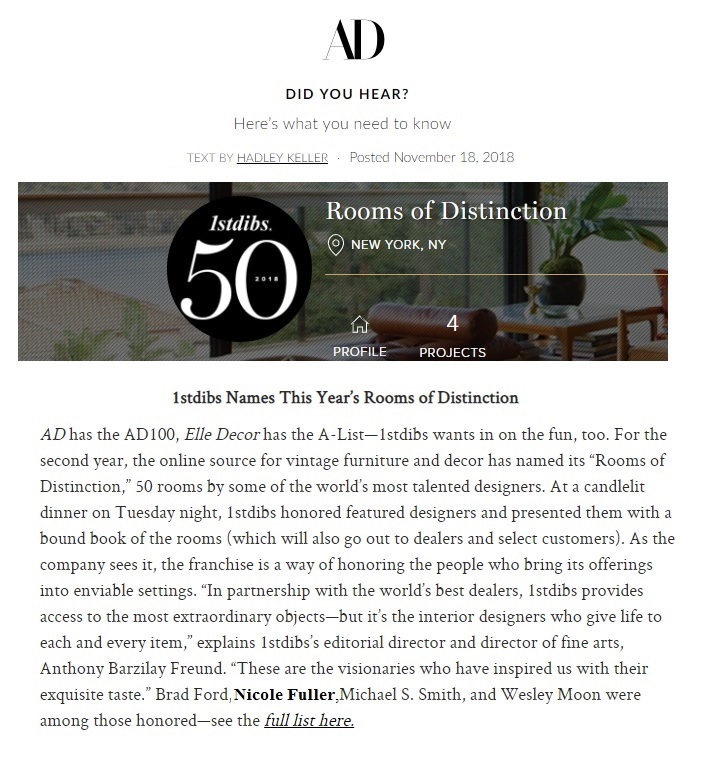 AD
DID YOU HEAR?
Here's what you need to know
TEXT BY HADLEY KELLER · Posted November 18, 2018
1stdibs.
50
2018
Rooms of Distinction
NEW YORK, NY
4
PROFILE PROJECTS
1stdibs Names This Year's Rooms of Distinction
AD has the AD100, Elle Decor has the A-List—1stdibs wants in on the fun, too. For the
second year, the online source for vintage furniture and decor has named its “Rooms of
Distinction,” 50 rooms by some of the world's most talented designers. At a candlelit
dinner on Tuesday night, 1stdibs honored featured designers and presented them with a
bound book of the rooms (which will also go out to dealers and select customers). As the
company sees it, the franchise is a way of honoring the people who bring its offerings
into enviable settings. “In partnership with the world's best dealers, 1stdibs provides
access to the most extraordinary objects—but it's the interior designers who give life to
each and every item,” explains 1stdibs's editorial director and director of fine arts,
Anthony Barzilay Freund. “These are the visionaries who have inspired us with their
exquisite taste.” Brad Ford, Nicole Fuller,Michael S. Smith, and Wesley Moon were
among those honored—see the full list here.